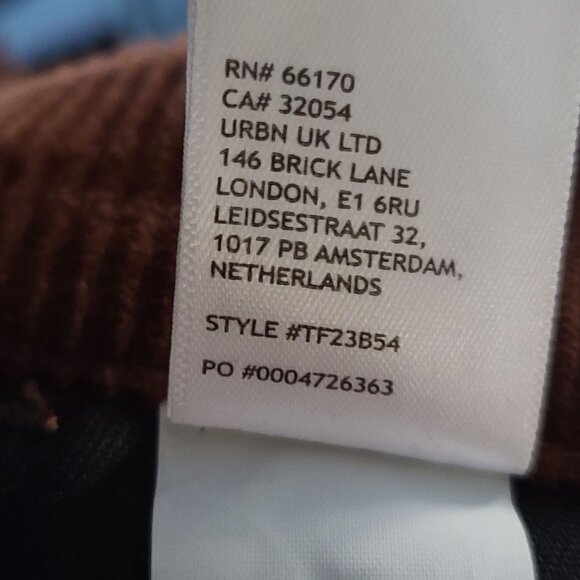 RN# 66170
CA# 32054
URBN UK LTD
146 BRICK LANE
LONDON, E1 6RU
LEIDSESTRAAT 32,
1017 PB AMSTERDAM,
NETHERLANDS
STYLE #TF23B54
PO #0004726363